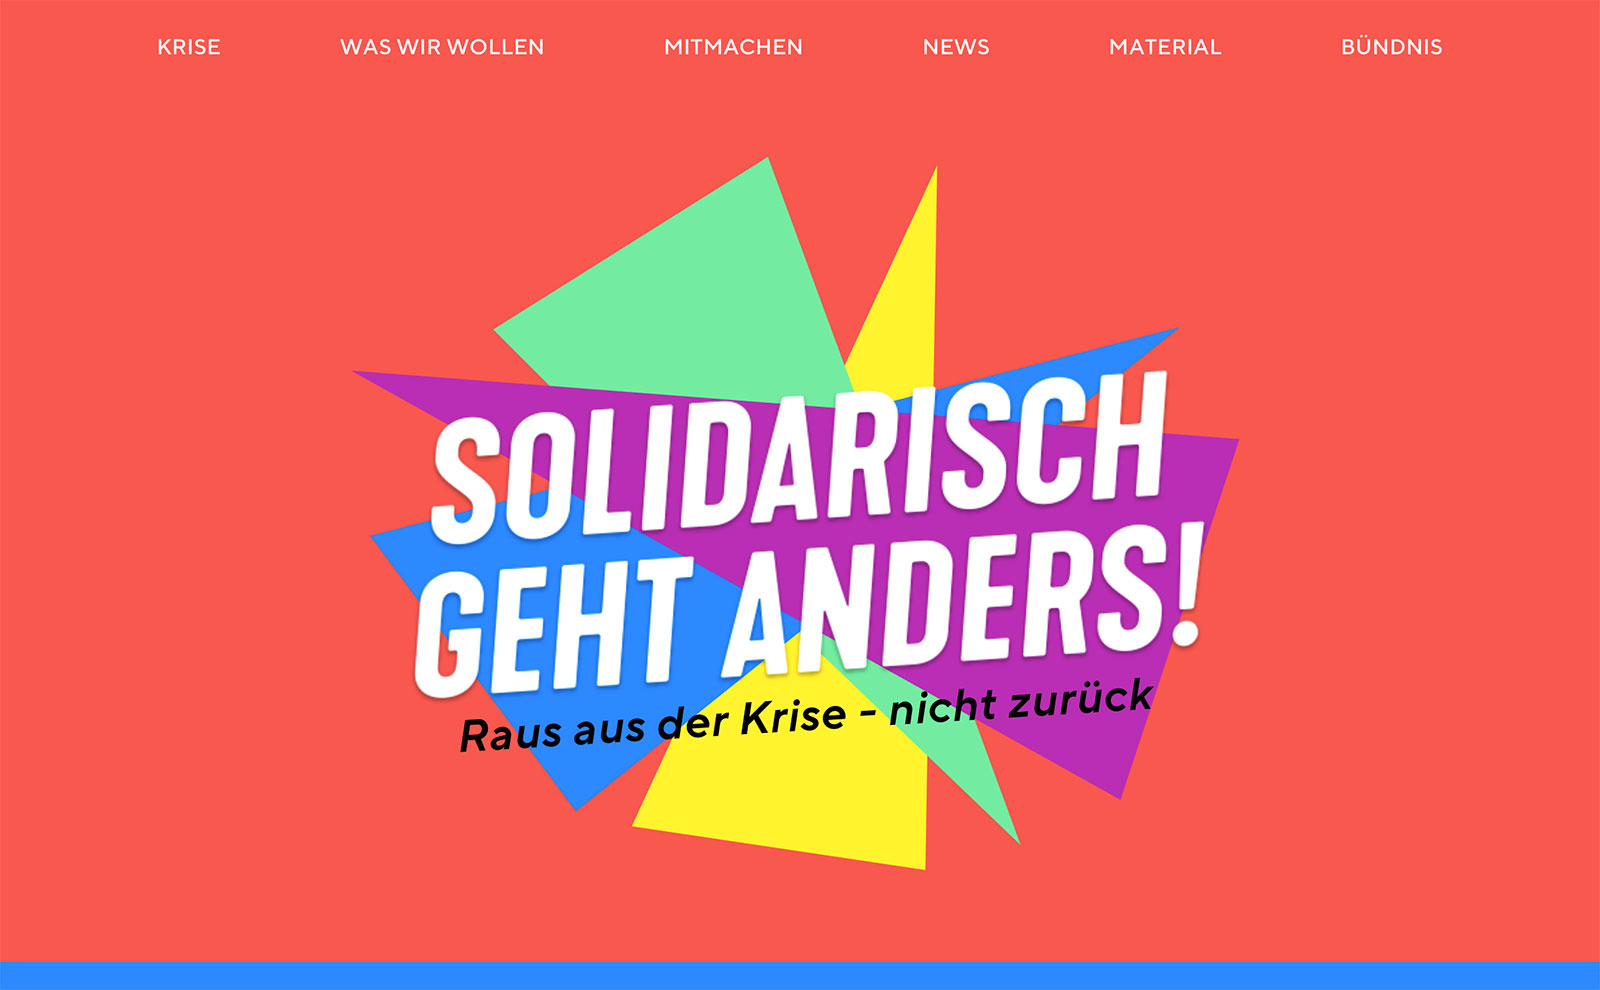 KRISE WAS WIR WOLLEN MITMACHEN NEWS MATERIAL BÜNDNIS
SOLIDARISCH
GEHT ANDERS!
Raus aus der Krise - nicht zurück